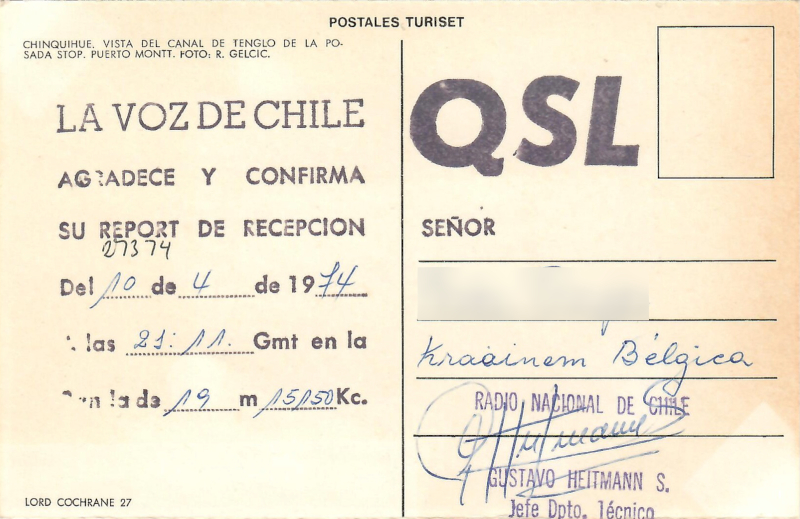 POSTALES TURISET
CHINQUIHUE. VISTA DEL CANAL DE TENGLO DE LA PO-
SADA STOP. PUERTO MONTT. FOTO: R. GELCIC.
LA VOZ DE CHILE
AGRADECE Y CONFIRMA
SU REPORT DE RECEPCION
27374
Del 10 de 4 de 1974
las 21:11. Gmt en la
de 19 m 15150 Kc.
LORD COCHRANE 27
QSL
SEÑOR
Kraainem Bélgica
RADIO NACIONAL DE CHILE
GUSTAVO HEITMANN S.
Jefe Dpto. Técnico